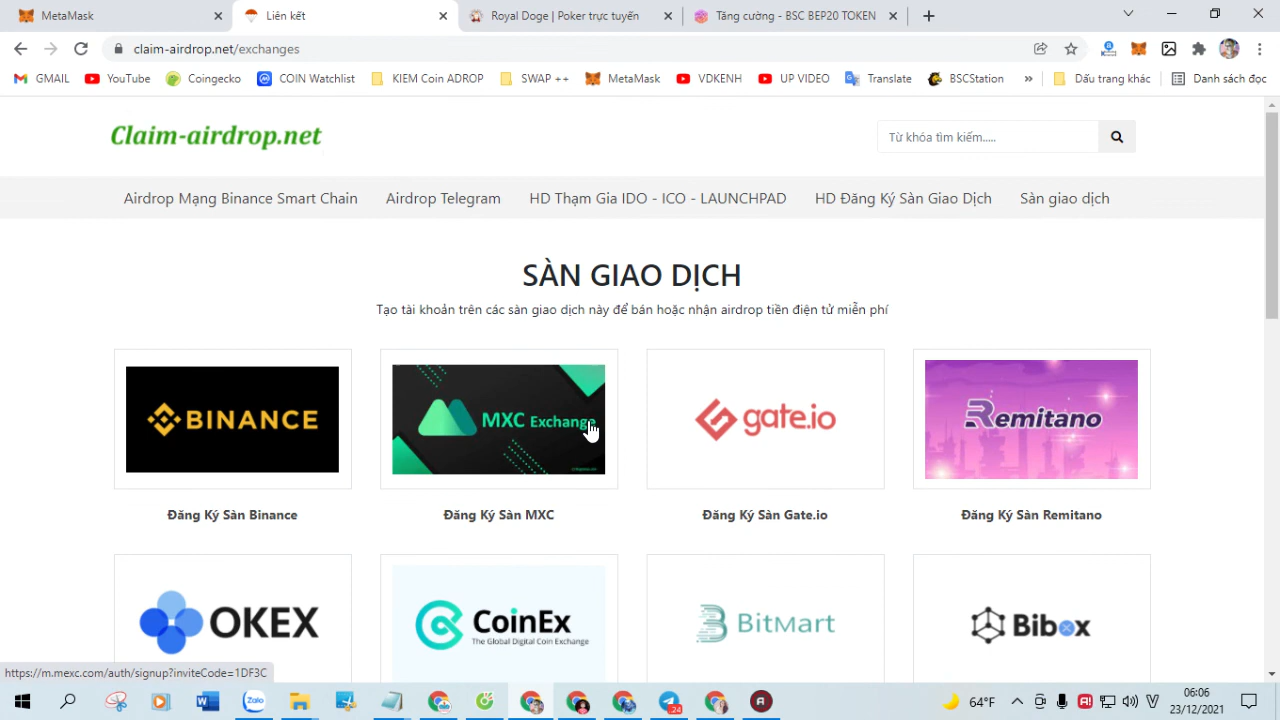 MetaMask
Liên kết
Royal Doge | Poker trực tuyến
Tăng cường - BSC BEP20 TOKEN
claim-airdrop.net/exchanges
GMAIL
YouTube
Coingecko
COIN Watchlist
KIEM Coin ADROP
SWAP ++
MetaMask
VDKENH
UP VIDEO
Translate
BSCStation
»
Dấu trang khác
Danh sách đọc
Claim-airdrop.net
Từ khóa tìm kiếm.....
Airdrop Mạng Binance Smart Chain
Airdrop Telegram
HD Thạm Gia IDO - ICO - LAUNCHPAD
HD Đăng Ký Sàn Giao Dịch
Sàn giao dịch
SÀN GIAO DỊCH
Tạo tài khoản trên các sàn giao dịch này để bán hoặc nhận airdrop tiền điện tử miễn phí
BINANCE
MXC Exchange
gate.io
Remitano
Đăng Ký Sàn Binance
Đăng Ký Sàn MXC
Đăng Ký Sàn Gate.io
Đăng Ký Sàn Remitano
OKEX
CoinEx
The Global Digital Coin Exchange
BitMart
Bibox
https://m.mexc.com/auth/signup?inviteCode=1DF3C
Zalo
24
64°F
06:06
23/12/2021